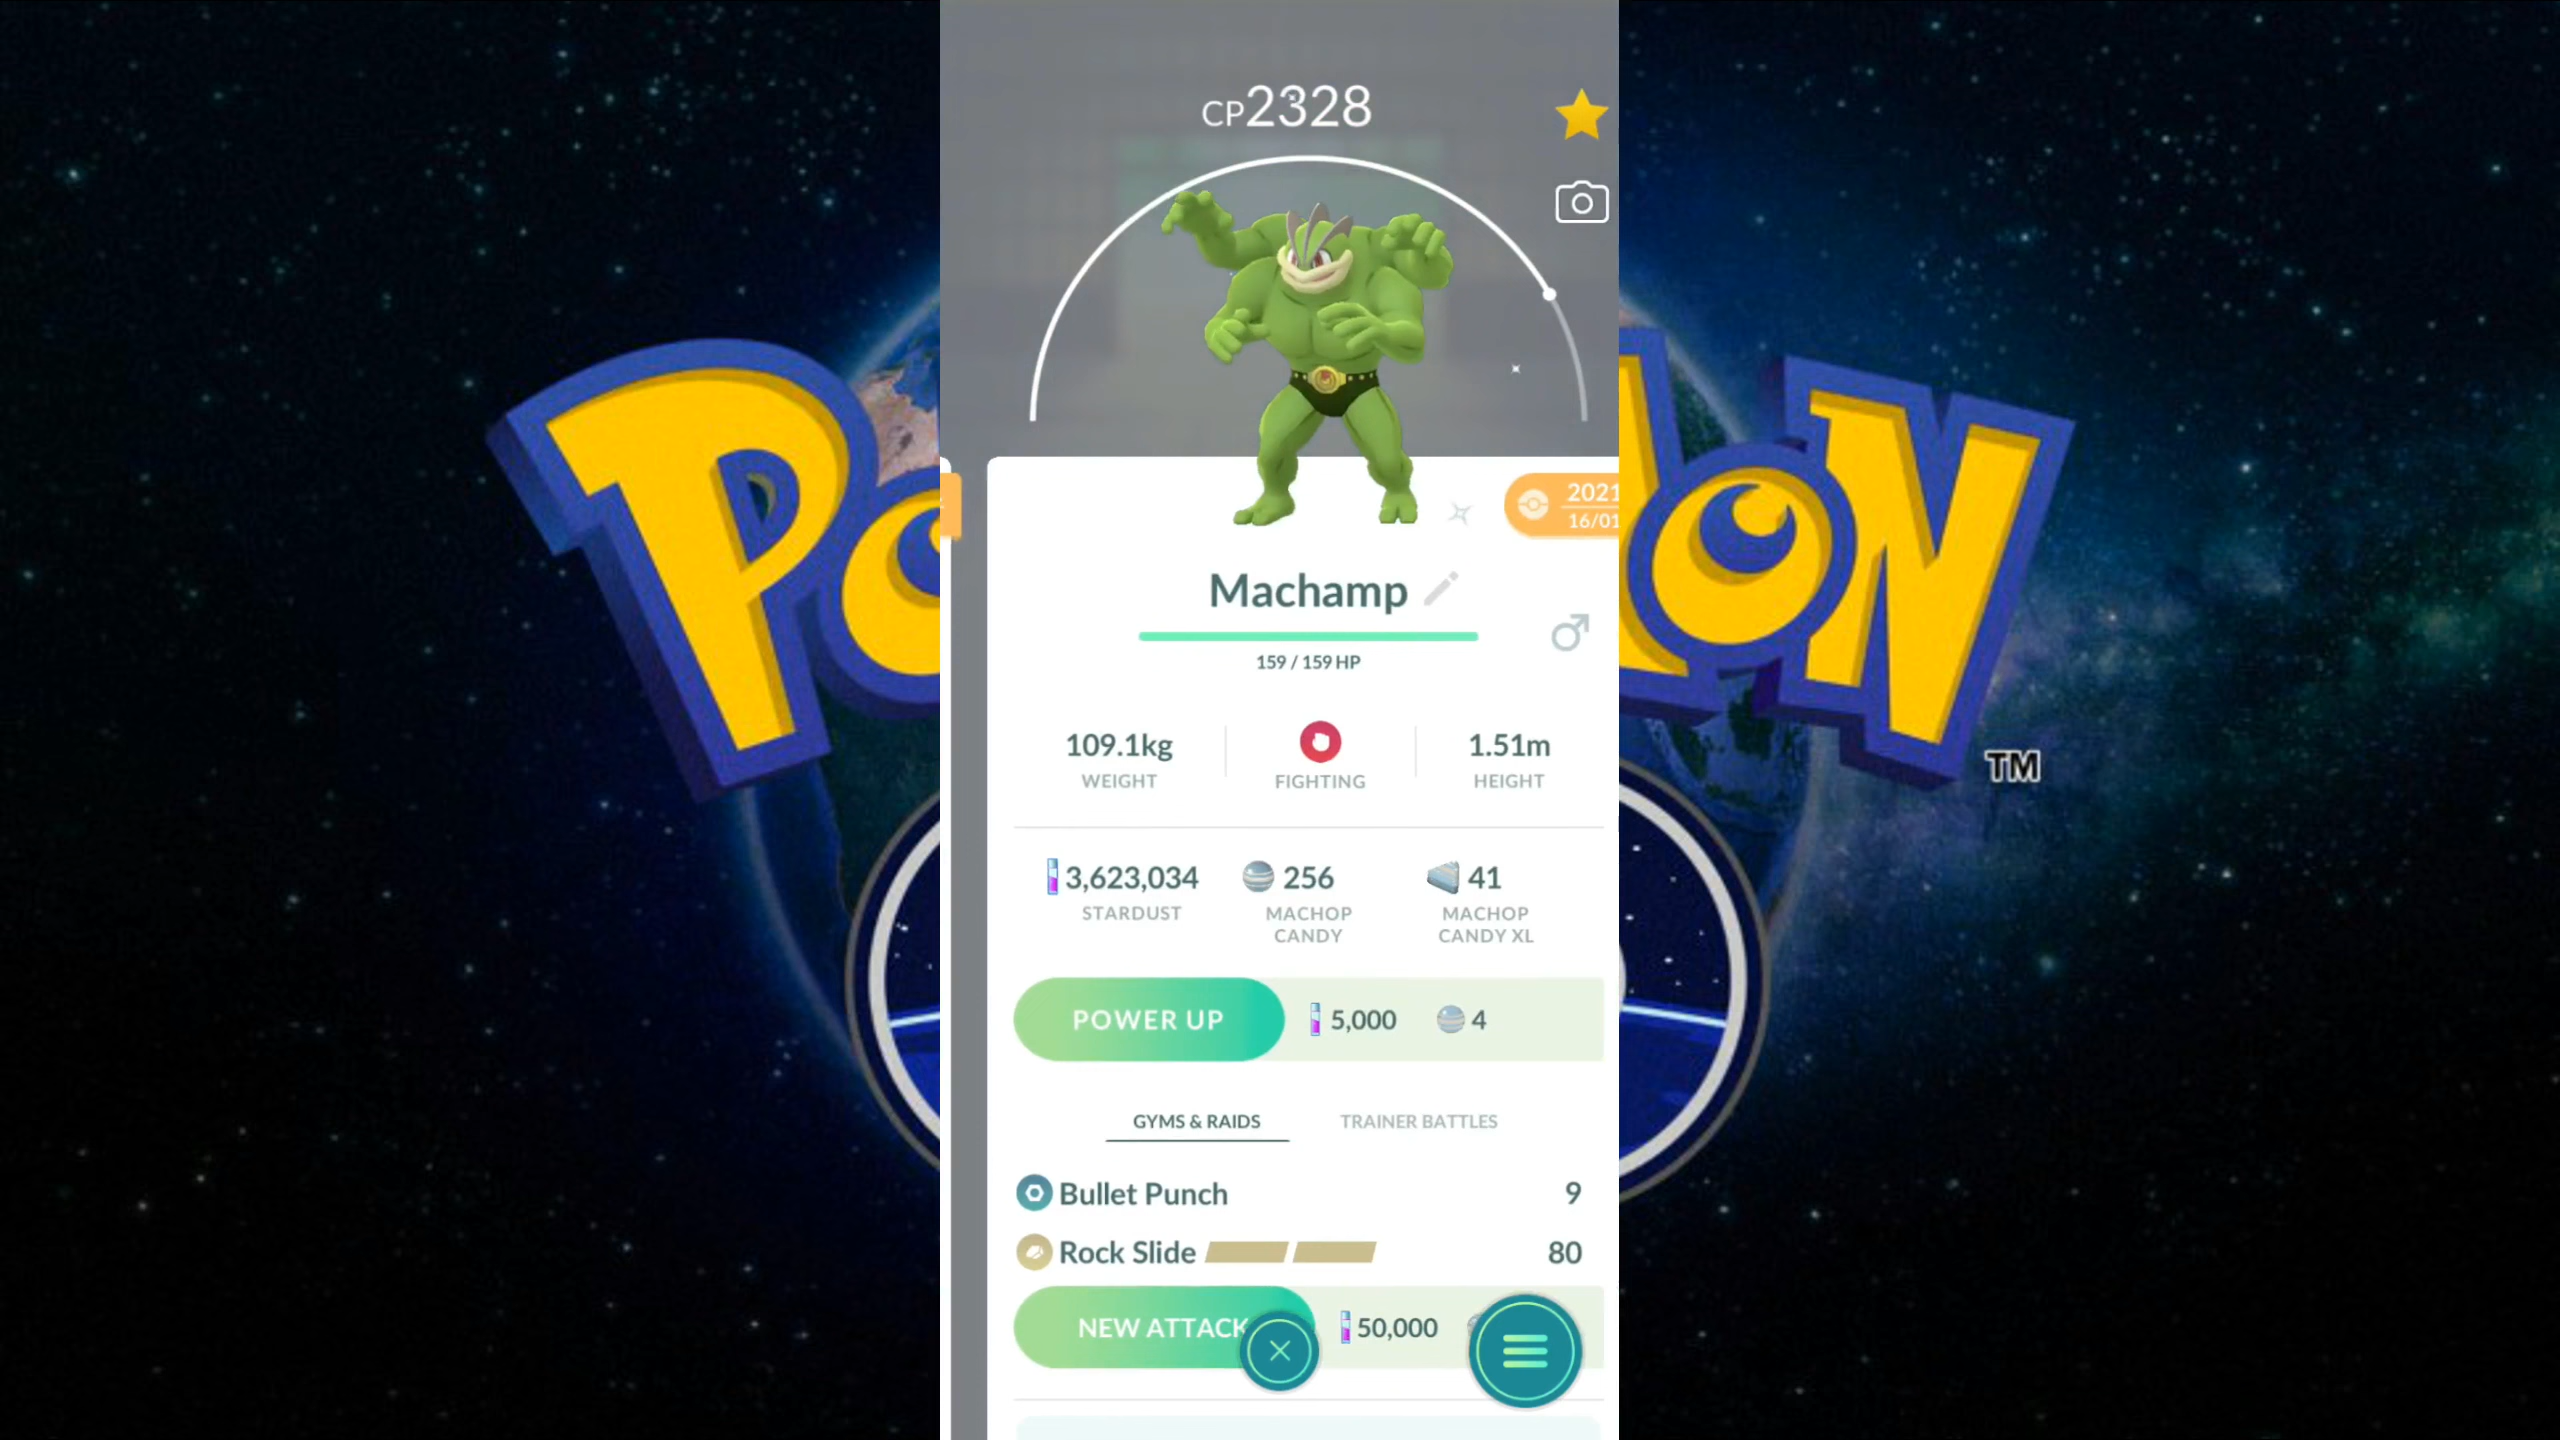 CP2328
2021
16/01
Machamp
159 / 159 HP
109.1kg
WEIGHT
FIGHTING
1.51m
HEIGHT
3,623,034
STARDUST
256
MACHOP
CANDY
41
MACHOP
CANDY XL
POWER UP
5,000
4
GYMS & RAIDS
TRAINER BATTLES
Bullet Punch
9
Rock Slide
80
NEW ATTACK
50,000
PO
ON
TM